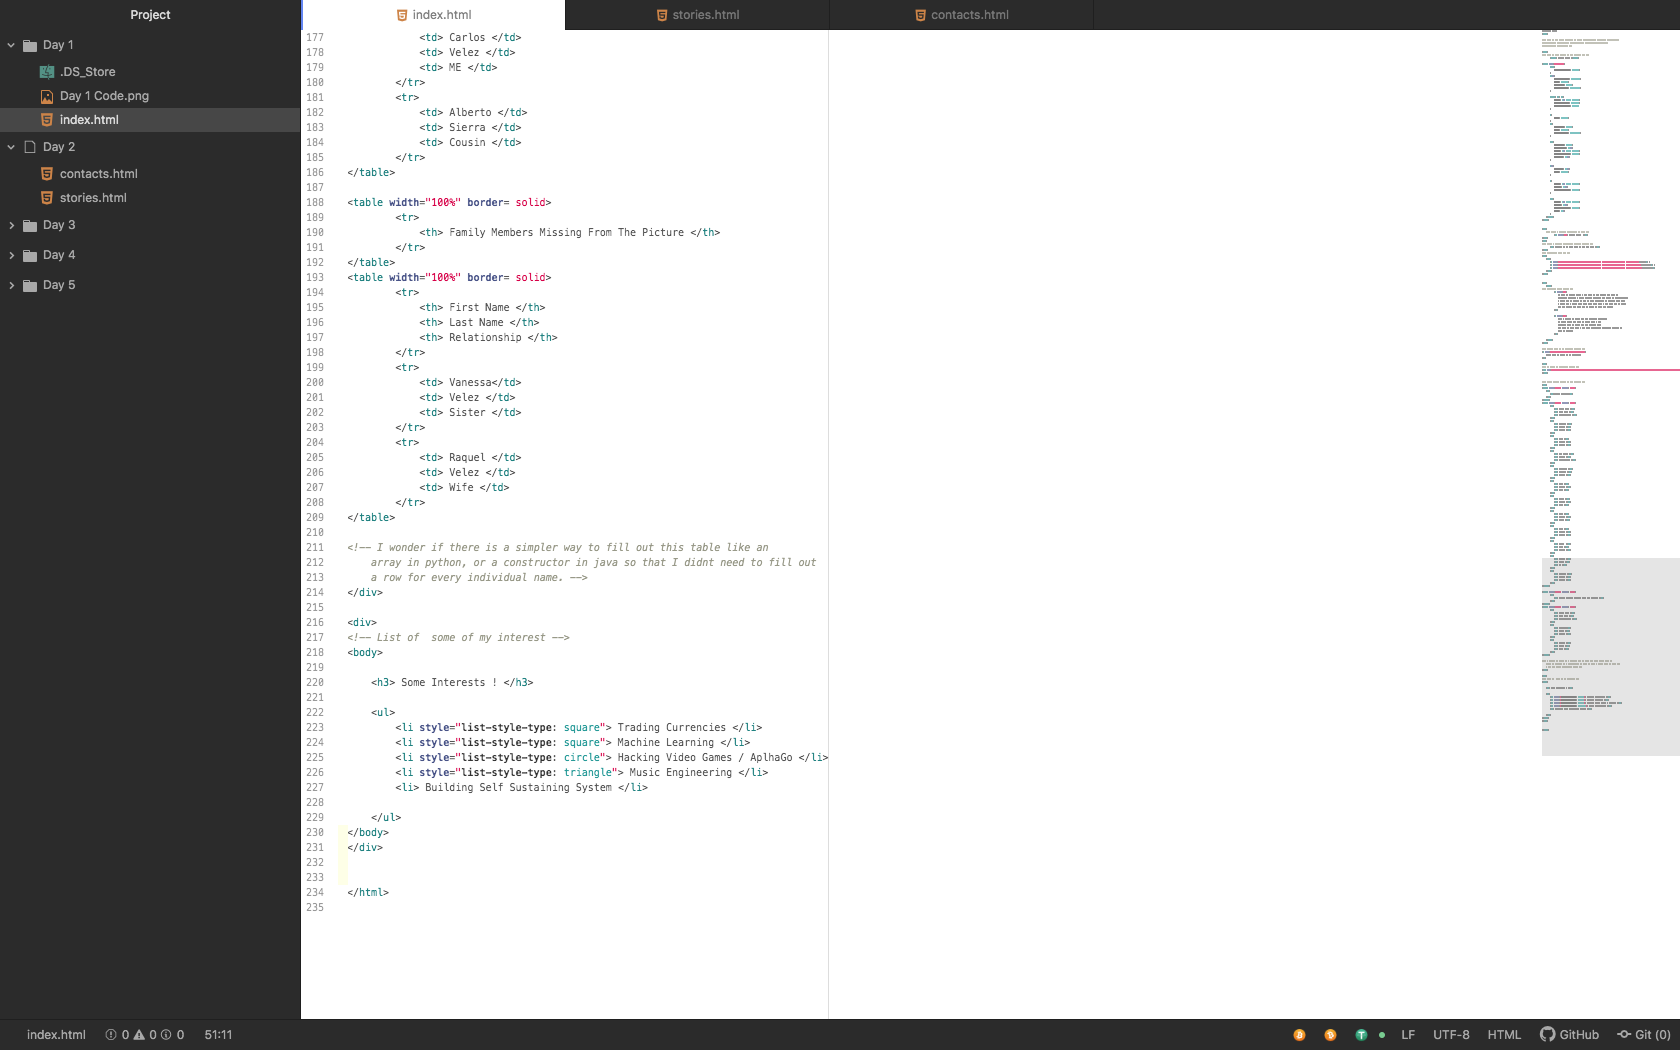 Project
Day 1
.DS_Store
Day 1 Code.png
index.html
Day 2
contacts.html
stories.html
Day 3
Day 4
Day 5
index.html
stories.html
contacts.html
177 <td> Carlos </td>
178 <td> Velez </td>
179 <td> ME </td>
180 </tr>
181 <tr>
182 <td> Alberto </td>
183 <td> Sierra </td>
184 <td> Cousin </td>
185 </tr>
186 </table>
187
188 <table width="100%" border= solid>
189 <tr>
190 <th> Family Members Missing From The Picture </th>
191 </tr>
192 </table>
193 <table width="100%" border= solid>
194 <tr>
195 <th> First Name </th>
196 <th> Last Name </th>
197 <th> Relationship </th>
198 </tr>
199 <tr>
200 <td> Vanessa</td>
201 <td> Velez </td>
202 <td> Sister </td>
203 </tr>
204 <tr>
205 <td> Raquel </td>
206 <td> Velez </td>
207 <td> Wife </td>
208 </tr>
209 </table>
210
211 <!-- I wonder if there is a simpler way to fill out this table like an
212 array in python, or a constructor in java so that I didnt need to fill out
213 a row for every individual name. -->
214 </div>
215
216 <div>
217 <!-- List of  some of my interest -->
218 <body>
219
220 <h3> Some Interests ! </h3>
221
222 <ul>
223 <li style="list-style-type: square"> Trading Currencies </li>
224 <li style="list-style-type: square"> Machine Learning </li>
225 <li style="list-style-type: circle"> Hacking Video Games / AplhaGo </li>
226 <li style="list-style-type: triangle"> Music Engineering </li>
227 <li> Building Self Sustaining System </li>
228
229 </ul>
230 </body>
231 </div>
232
233
234 </html>
235
index.html 0 0 0 51:11 LF UTF-8 HTML GitHub Git (0)